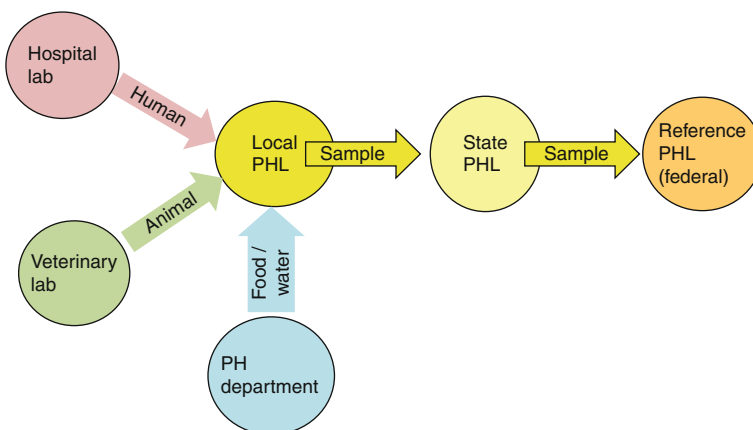 Hospital
lab
Human
Local
PHL
Sample
State
PHL
Sample
Reference
PHL
(federal)
Animal
Veterinary
lab
Food /
water
PH
department